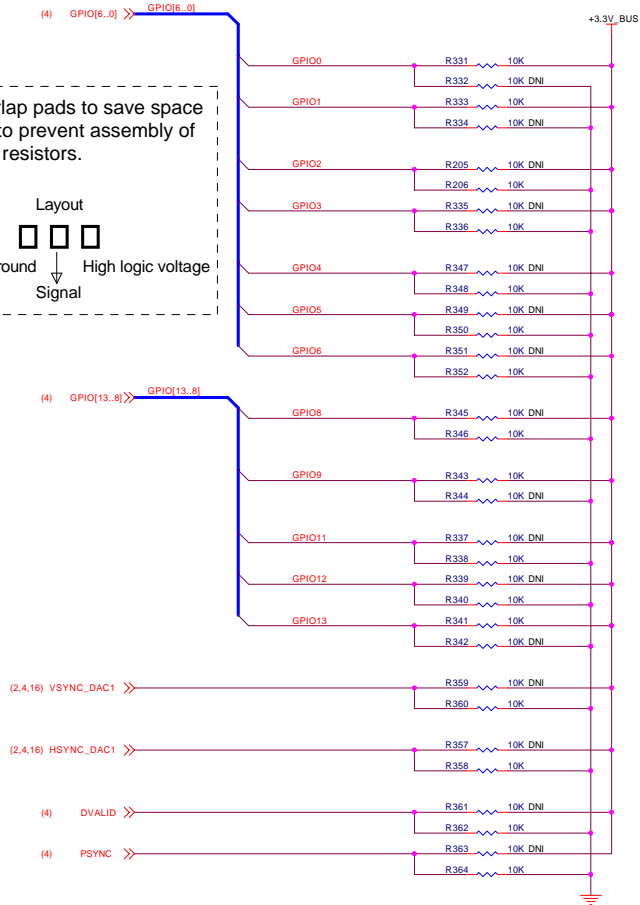 (4) GPIO[6..0] GPIO[6..0]
+3.3V_BUS
GPIO0 R331 10K
R332 10K DNI
GPIO1 R333 10K
R334 10K DNI
GPIO2 R205 10K DNI
R206 10K
GPIO3 R335 10K DNI
R336 10K
GPIO4 R347 10K DNI
R348 10K
GPIO5 R349 10K DNI
R350 10K
GPIO6 R351 10K DNI
R352 10K
lap pads to save space
to prevent assembly of
resistors.
Layout
High logic voltage
Signal
(4) GPIO[13..8] GPIO[13..8]
GPIO8 R345 10K DNI
R346 10K
GPIO9 R343 10K
R344 10K DNI
GPIO11 R337 10K DNI
R338 10K
GPIO12 R339 10K DNI
R340 10K
GPIO13 R341 10K
R342 10K DNI
(2,4,16) VSYNC_DAC1 R359 10K DNI
R360 10K
(2,4,16) HSYNC_DAC1 R357 10K DNI
R358 10K
(4) DVALID R361 10K DNI
R362 10K
(4) PSYNC R363 10K DNI
R364 10K